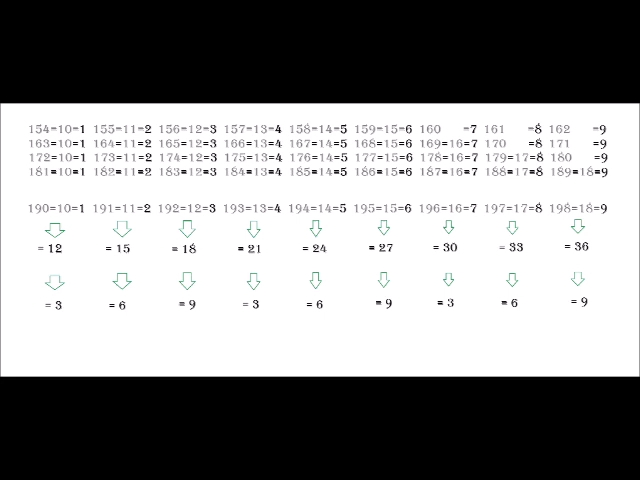 154=10=1 155=11=2 156=12=3 157=13=4 158=14=5 159=15=6 160 =7 161 =8 162 =9
163=10=1 164=11=2 165=12=3 166=13=4 167=14=5 168=15=6 169=16=7 170 =8 171 =9
172=10=1 173=11=2 174=12=3 175=13=4 176=14=5 177=15=6 178=16=7 179=17=8 180 =9
181=10=1 182=11=2 183=12=3 184=13=4 185=14=5 186=15=6 187=16=7 188=17=8 189=18=9
190=10=1 191=11=2 192=12=3 193=13=4 194=14=5 195=15=6 196=16=7 197=17=8 198=18=9
= 12 = 15 = 18 = 21 = 24 = 27 = 30 = 33 = 36
= 3 = 6 = 9 = 3 = 6 = 9 = 3 = 6 = 9